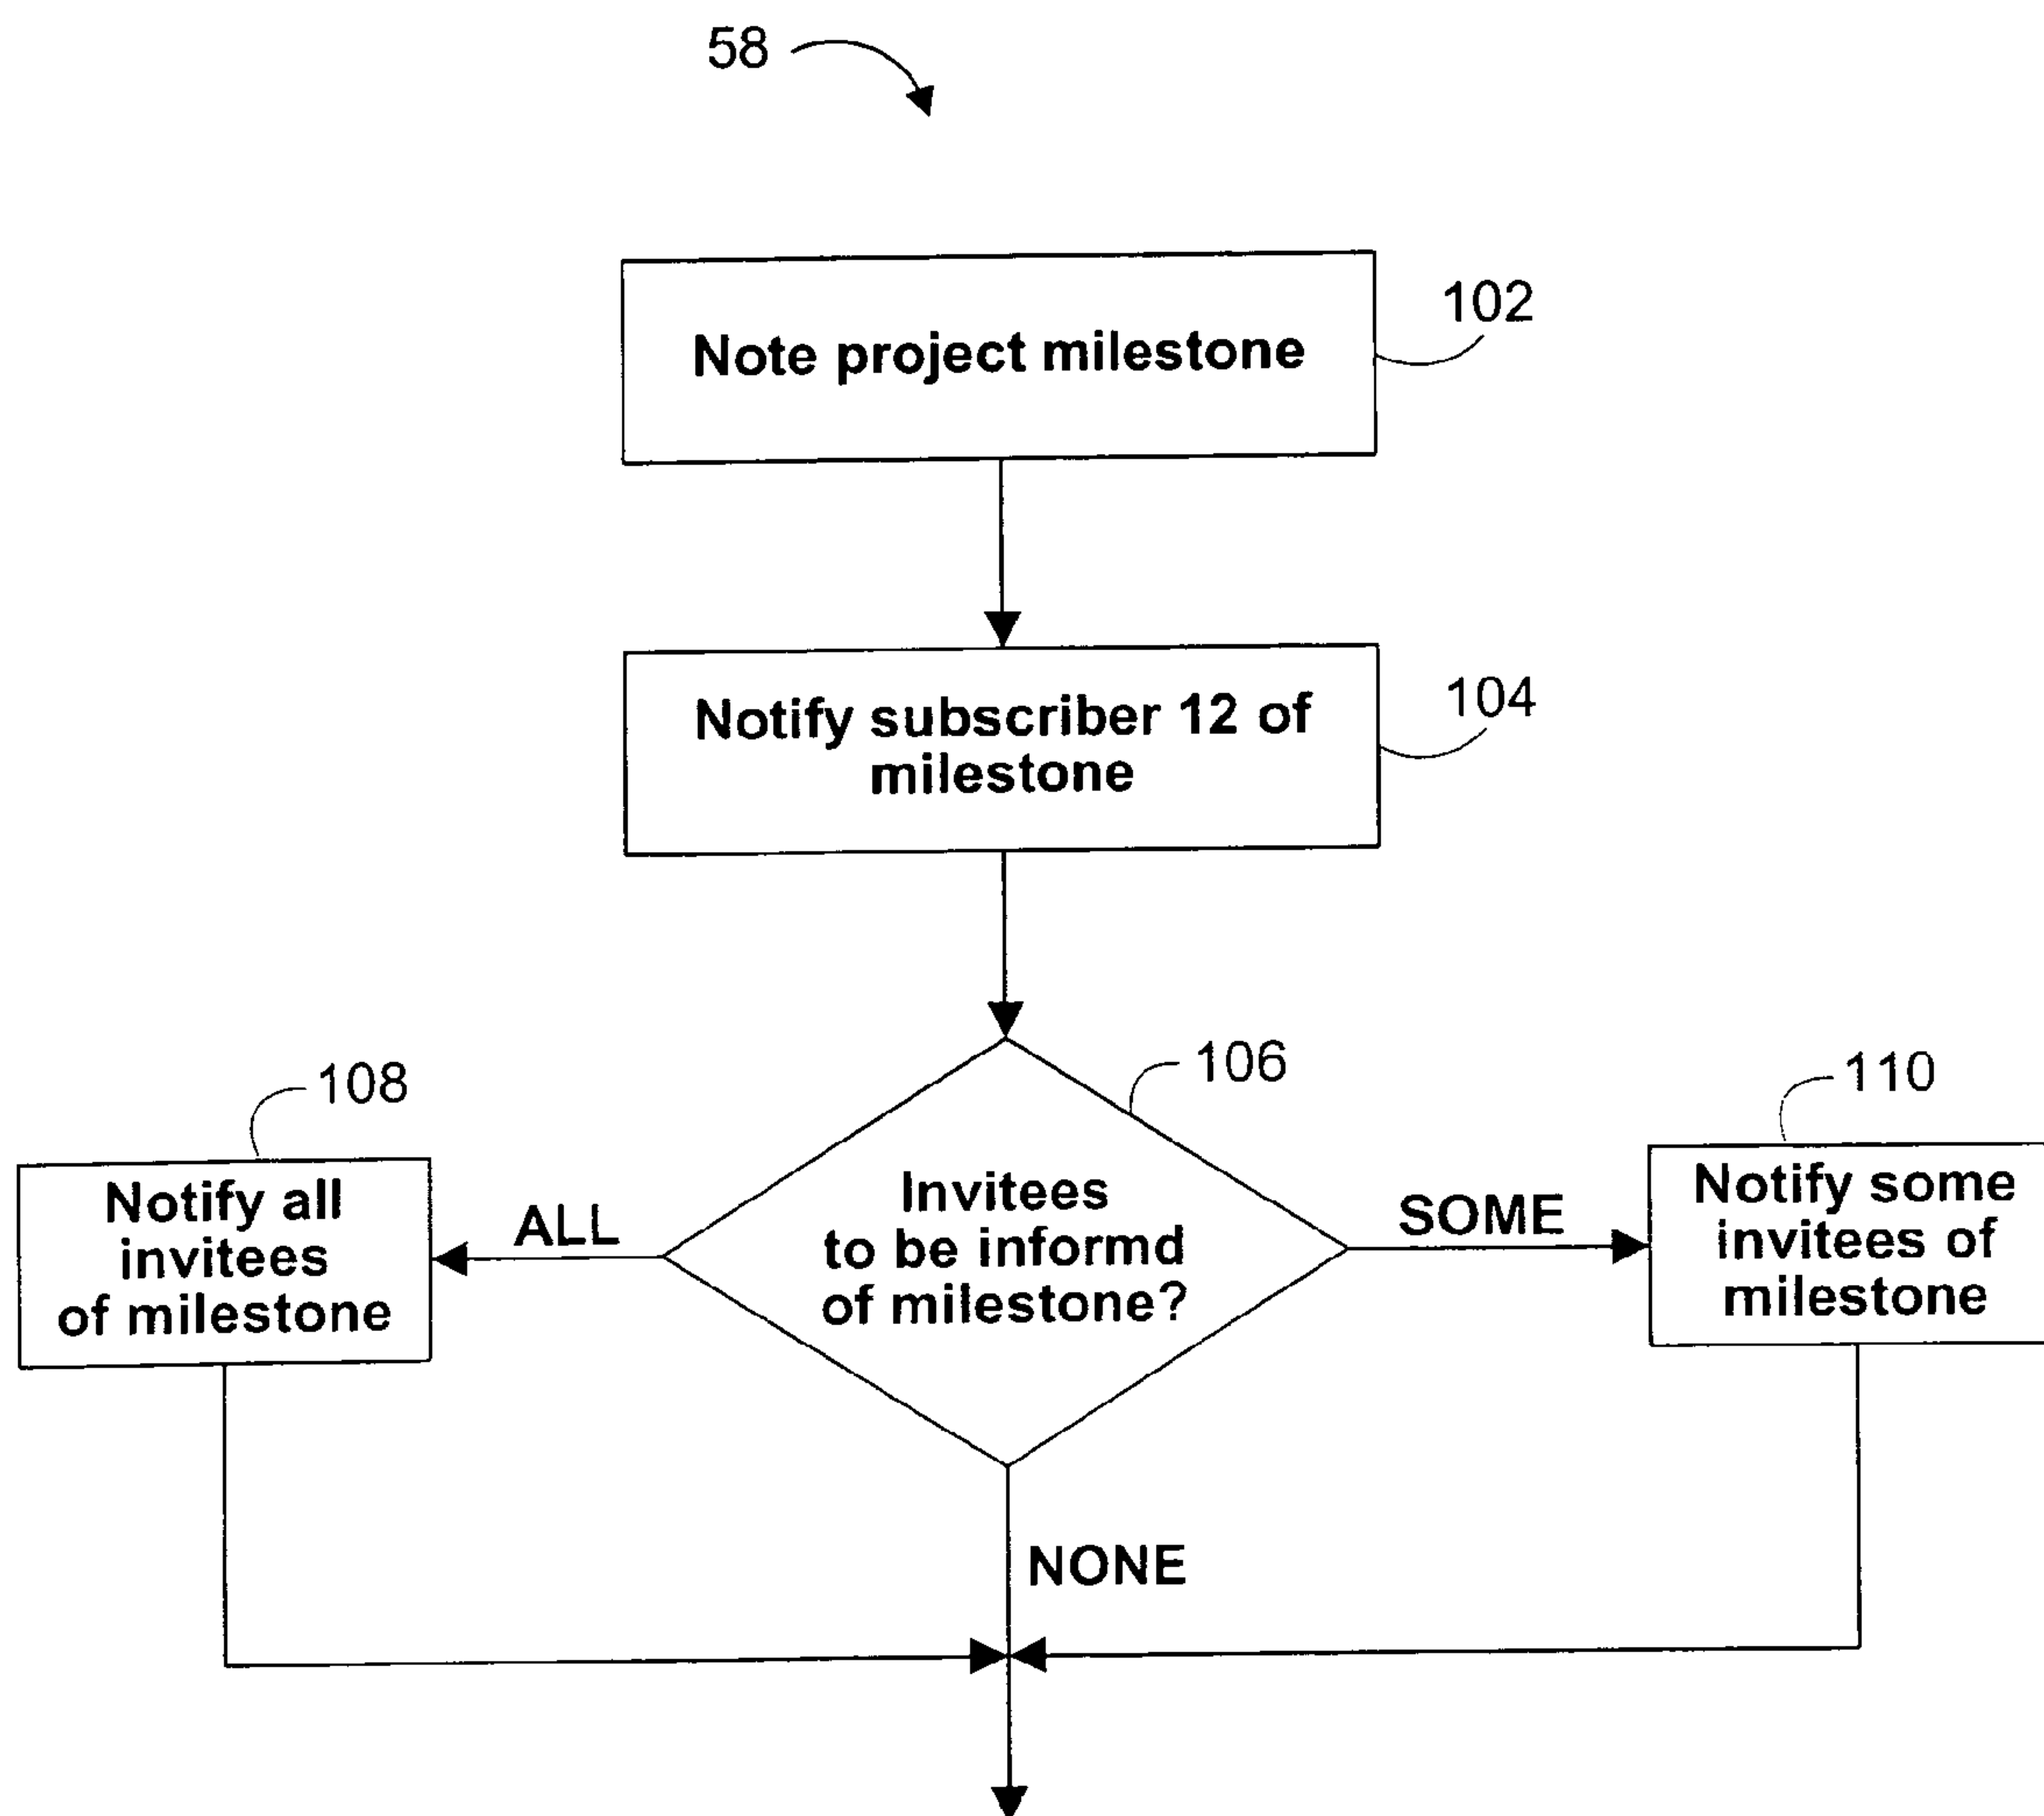 58
Note project milestone
102
Notify subscriber 12 of
milestone
104
106
108
110
Invitees
to be informd
of milestone?
Notify all
invitees
of milestone
ALL
SOME
Notify some
invitees of
milestone
NONE